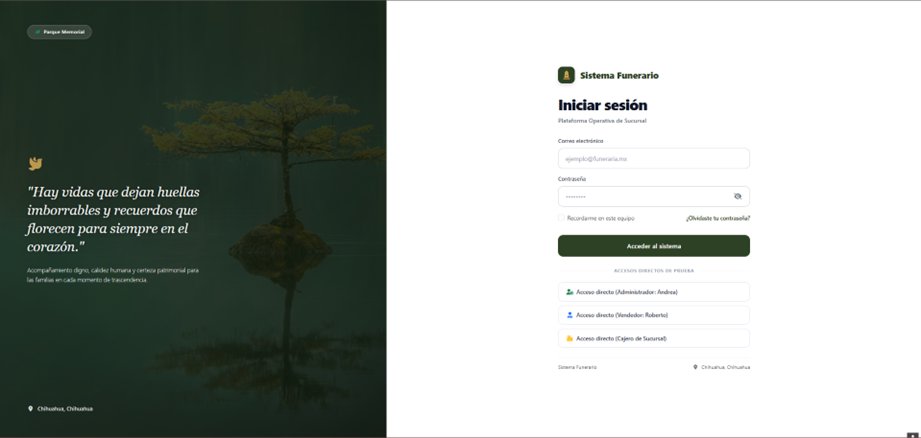 Parque Memorial
"Hay vidas que dejan huellas
imborrables y recuerdos que
florecen para siempre en el
corazón."
Acompañamiento digno, calidez humana y certeza patrimonial para
las familias en cada momento de trascendencia.
Chihuahua, Chihuahua
Sistema Funerario
Iniciar sesión
Plataforma Operativa de Sucursal
Correo electrónico
ejemplo@funeraria.mx
Contraseña
--------
Recordarme en este equipo
¿Olvidaste tu contraseña?
Acceder al sistema
ACCESOS DIRECTOS DE PRUEBA
Acceso directo (Administrador: Andrea)
Acceso directo (Vendedor: Roberto)
Acceso directo (Cajero de Sucursal)
Sistema Funerario
Chihuahua, Chihuahua